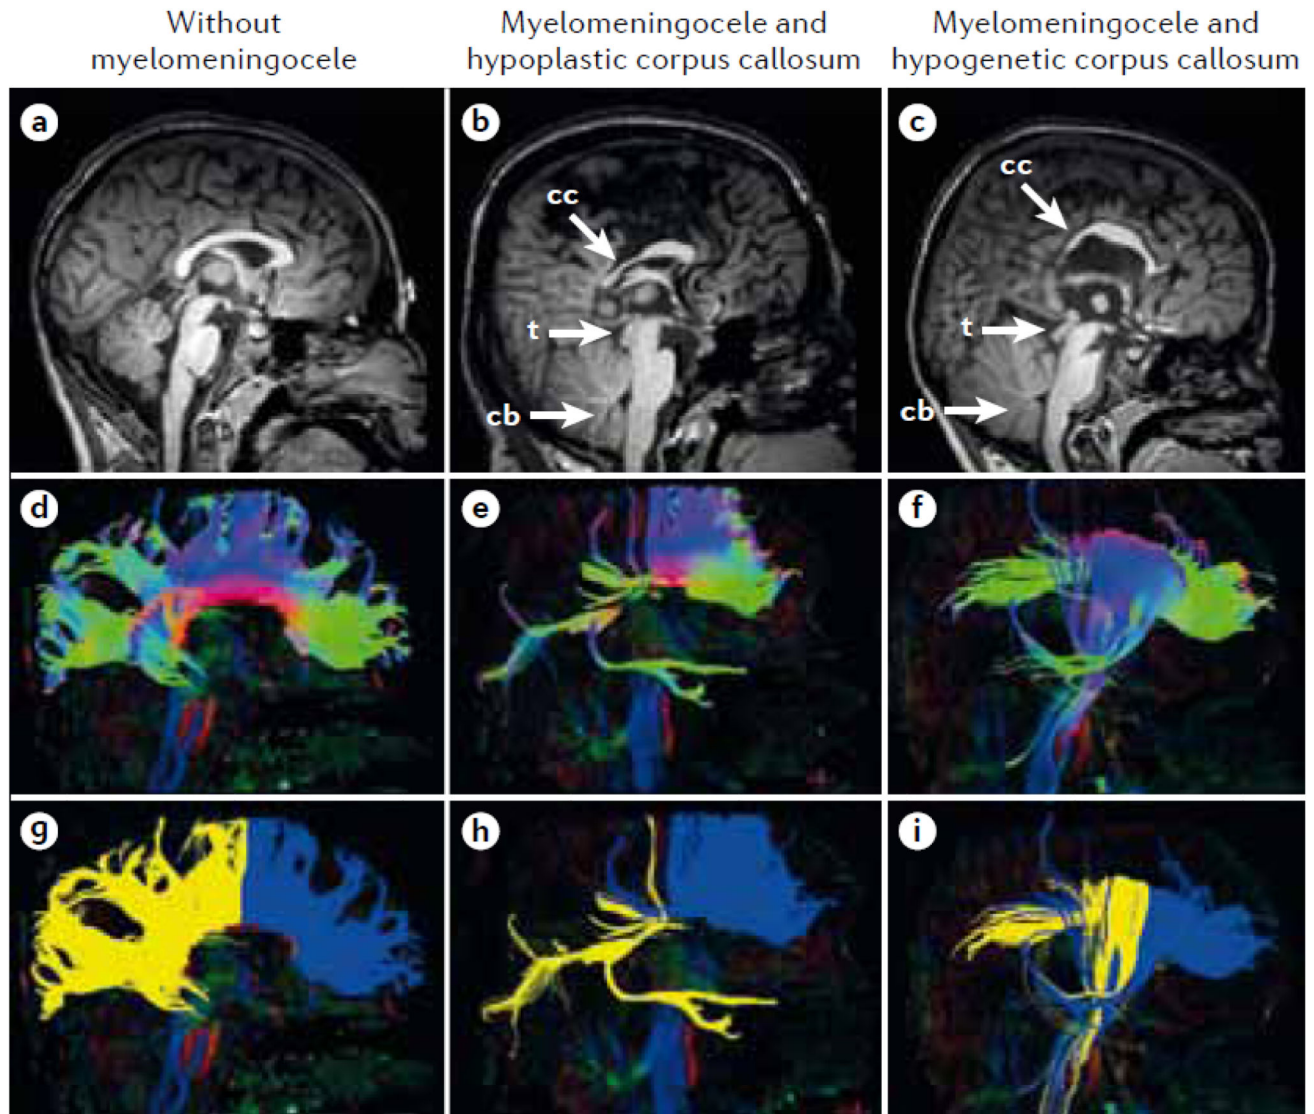 Without
myelomeningocele
Myelomeningocele and
hypoplastic corpus callosum
Myelomeningocele and
hypogenetic corpus callosum
a
b
c
cc
t
cb
cc
t
cb
d
e
f
g
h
i